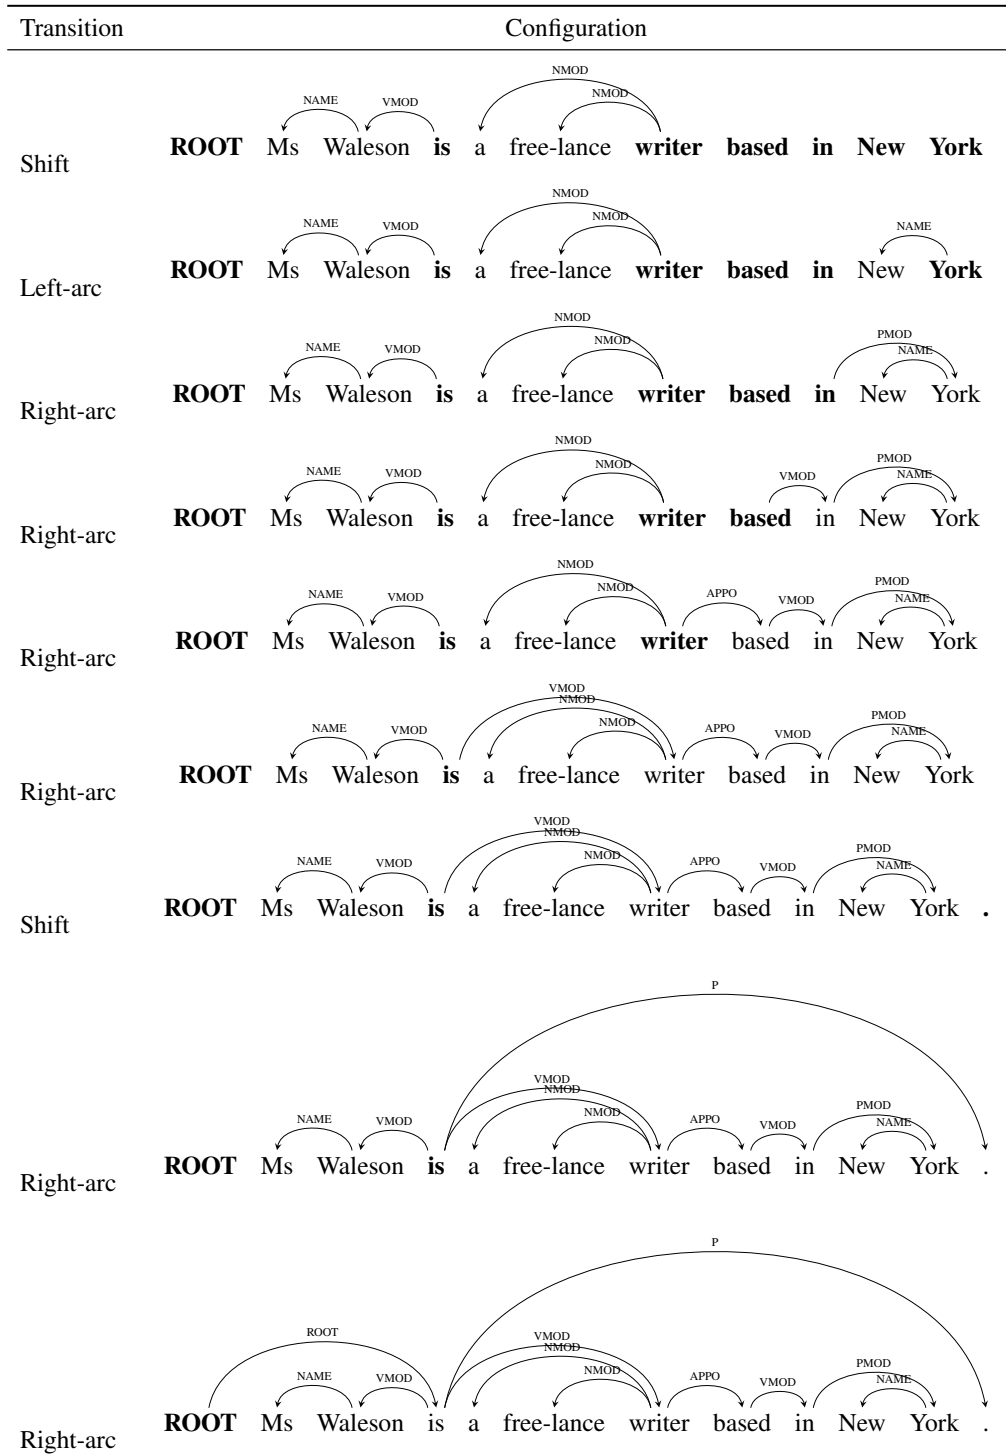 Transition Configuration
NMOD
NAME VMOD NMOD
ROOT Ms Waleson is a free-lance writer based in New York
Shift
NMOD
NAME VMOD NMOD NAME
ROOT Ms Waleson is a free-lance writer based in New York
Left-arc
NMOD PMOD
NAME VMOD NMOD NAME
ROOT Ms Waleson is a free-lance writer based in New York
Right-arc
NMOD PMOD
NAME VMOD NMOD VMOD NAME
ROOT Ms Waleson is a free-lance writer based in New York
Right-arc
NMOD PMOD
NAME VMOD NMOD APPO VMOD NAME
ROOT Ms Waleson is a free-lance writer based in New York
Right-arc
VMOD
NMOD PMOD
NAME VMOD NMOD APPO VMOD NAME
ROOT Ms Waleson is a free-lance writer based in New York
Right-arc
VMOD
NMOD PMOD
NAME VMOD NMOD APPO VMOD NAME
ROOT Ms Waleson is a free-lance writer based in New York .
Shift
P
VMOD
NMOD PMOD
NAME VMOD NMOD APPO VMOD NAME
ROOT Ms Waleson is a free-lance writer based in New York .
Right-arc
P
ROOT VMOD
NMOD PMOD
NAME VMOD NMOD APPO VMOD NAME
ROOT Ms Waleson is a free-lance writer based in New York .
Right-arc